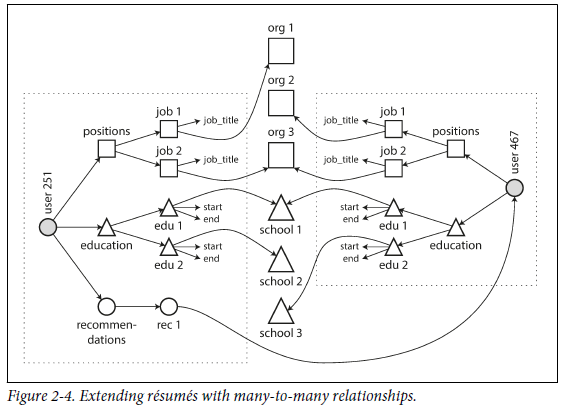 org 1
org 2
org 3
user 251
positions
job 1
job_title
job 2
job_title
education
edu 1
start
end
edu 2
start
end
recommen-
dations
rec 1
school 1
school 2
school 3
job_title
job 1
job_title
job 2
positions
user 467
start
end
edu 1
start
end
edu 2
education
Figure 2-4. Extending résumés with many-to-many relationships.